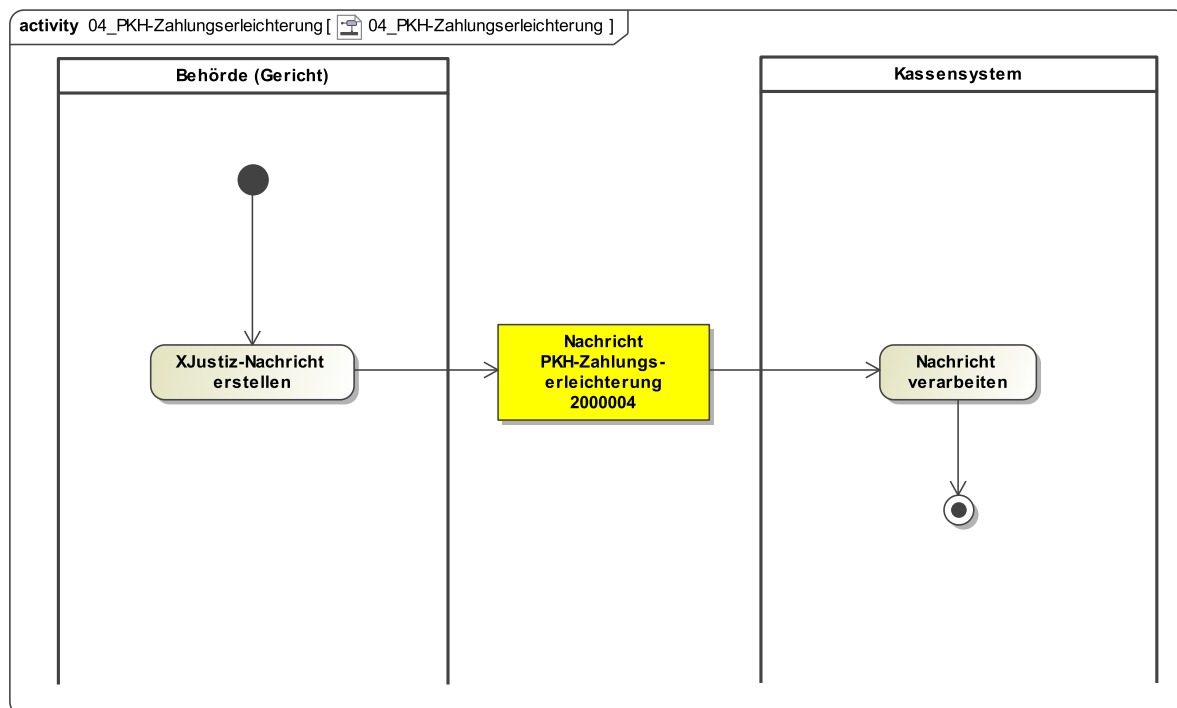 activity 04_PKH-Zahlungserleichterung [ 04_PKH-Zahlungserleichterung ]
Behörde (Gericht)
Kassensystem
XJustiz-Nachricht
erstellen
Nachricht
PKH-Zahlungs-
erleichterung
2000004
Nachricht
verarbeiten